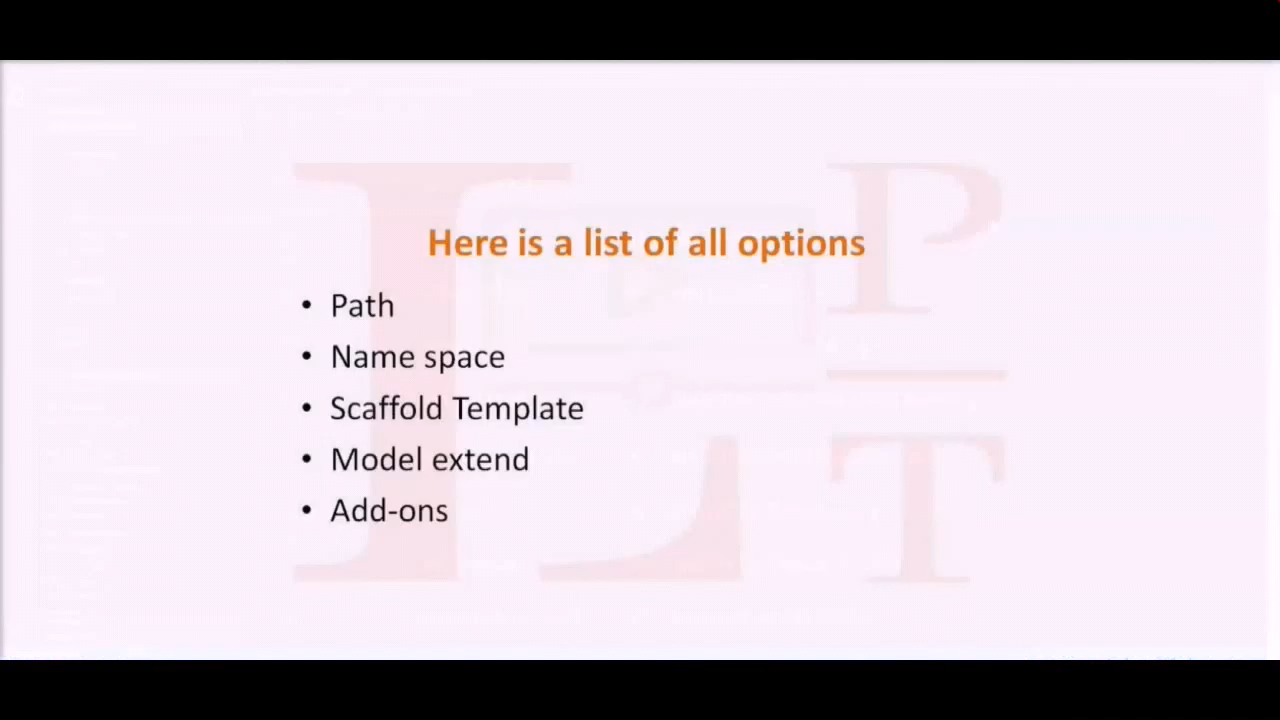 Here is a list of all options
• Path
• Name space
• Scaffold Template
• Model extend
• Add-ons
L
P
T